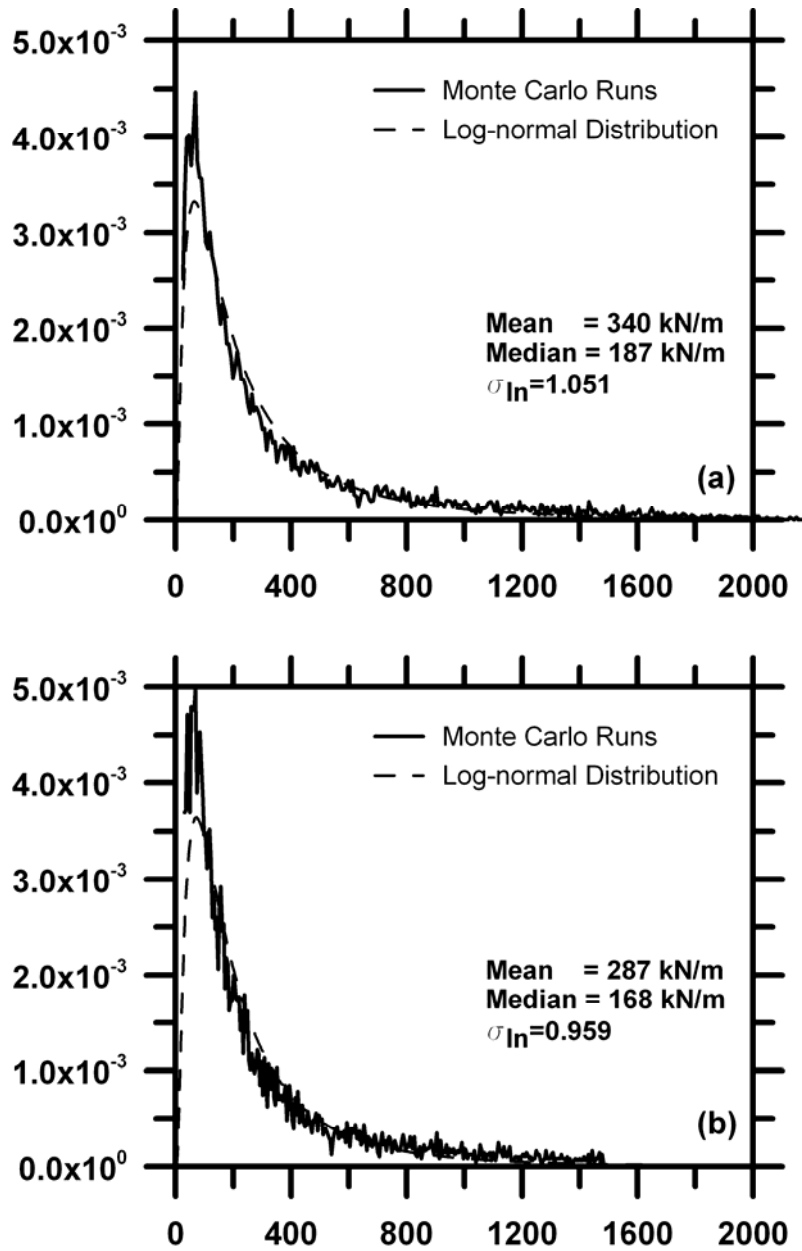 5.0x10⁻³
Monte Carlo Runs
Log-normal Distribution
4.0x10⁻³
3.0x10⁻³
Mean = 340 kN/m
Median = 187 kN/m
2.0x10⁻³
σln=1.051
1.0x10⁻³
(a)
0.0x10⁰
0 400 800 1200 1600 2000
5.0x10⁻³
Monte Carlo Runs
Log-normal Distribution
4.0x10⁻³
3.0x10⁻³
Mean = 287 kN/m
2.0x10⁻³
Median = 168 kN/m
σln=0.959
1.0x10⁻³
(b)
0.0x10⁰
0 400 800 1200 1600 2000